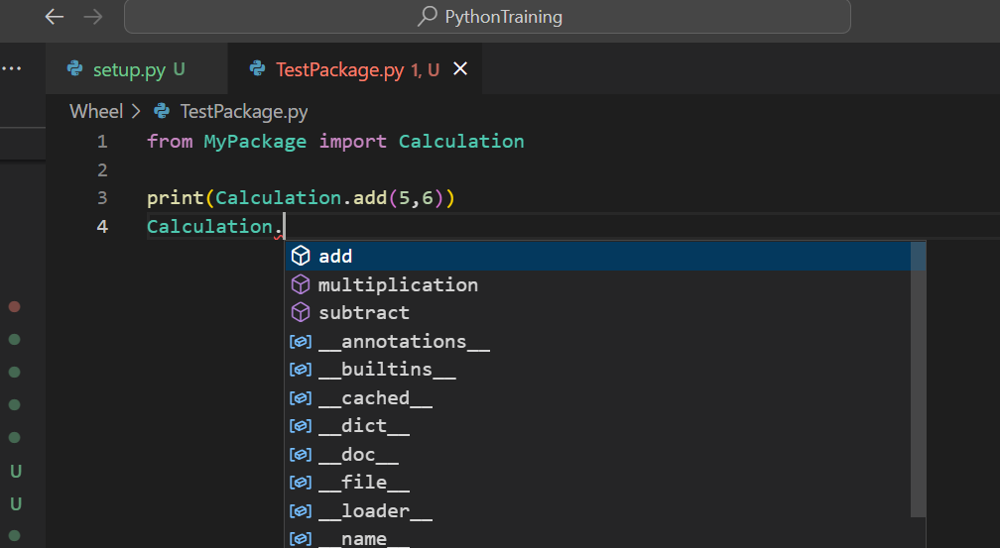 PythonTraining
... setup.py U TestPackage.py 1, U
Wheel > TestPackage.py
1 from MyPackage import Calculation
2
3 print(Calculation.add(5,6))
4 Calculation.
add
multiplication
subtract
__annotations__
__builtins__
__cached__
__dict__
__doc__
__file__
__loader__
__name__
U
U